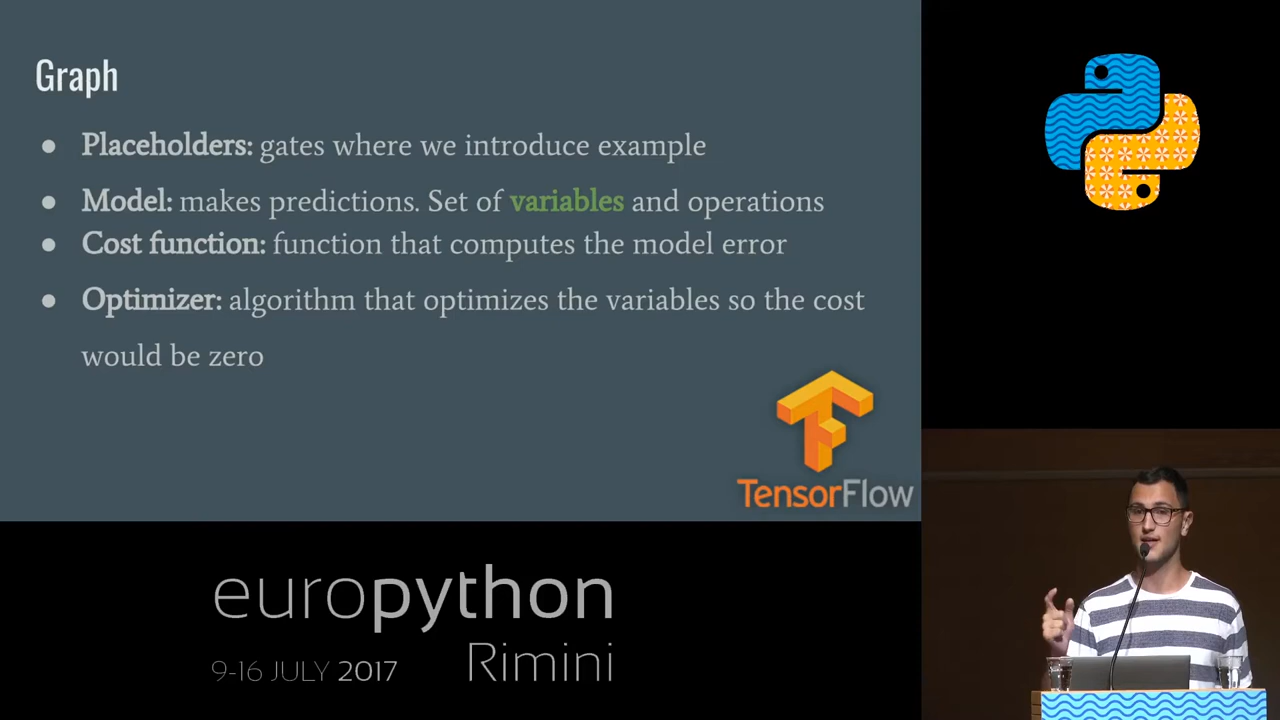 Graph
● Placeholders: gates where we introduce example
● Model: makes predictions. Set of variables and operations
● Cost function: function that computes the model error
● Optimizer: algorithm that optimizes the variables so the cost
would be zero
TensorFlow
europython
9-16 JULY 2017 Rimini